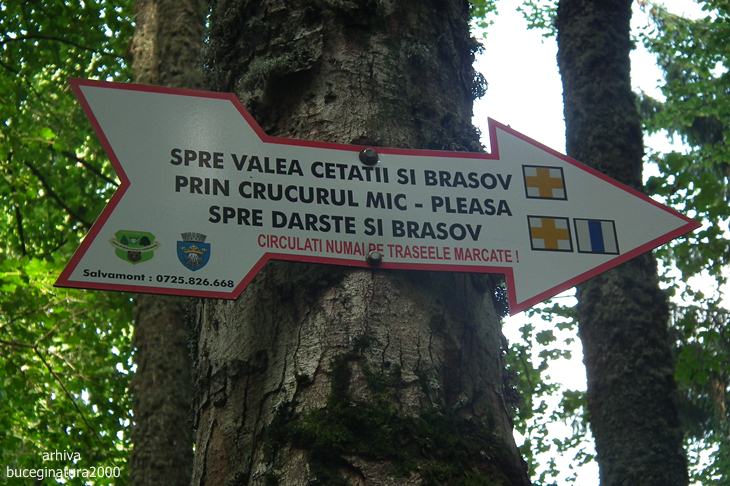 SPRE VALEA CETATII SI BRASOV
PRIN CRUCURUL MIC - PLEASA
SPRE DARSTE SI BRASOV
CIRCULATI NUMAI PE TRASEELE MARCATE !
Salvamont : 0725.826.668
arhiva
buceginatura2000